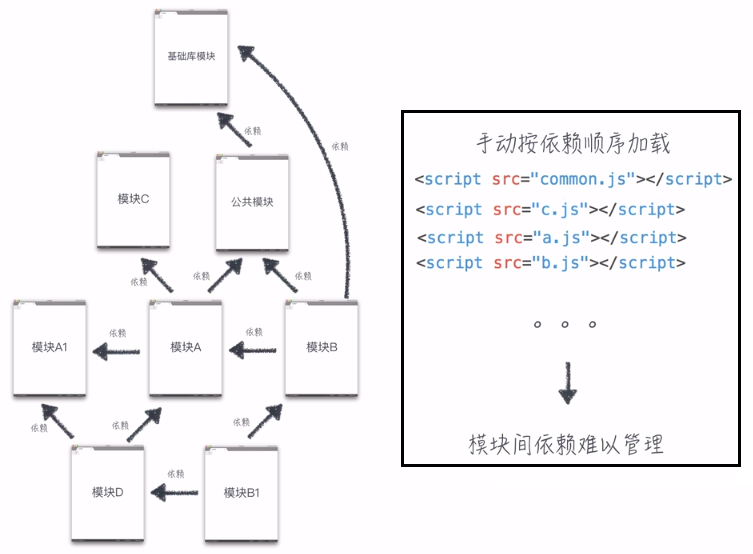 基础库模块
依赖
依赖
模块C
公共模块
依赖
依赖
依赖
模块A1
依赖
模块A
依赖
模块B
依赖
依赖
依赖
模块D
依赖
模块B1
手动按依赖顺序加载
<script src="common.js"></script>
<script src="c.js"></script>
<script src="a.js"></script>
<script src="b.js"></script>
。。。
模块间依赖难以管理